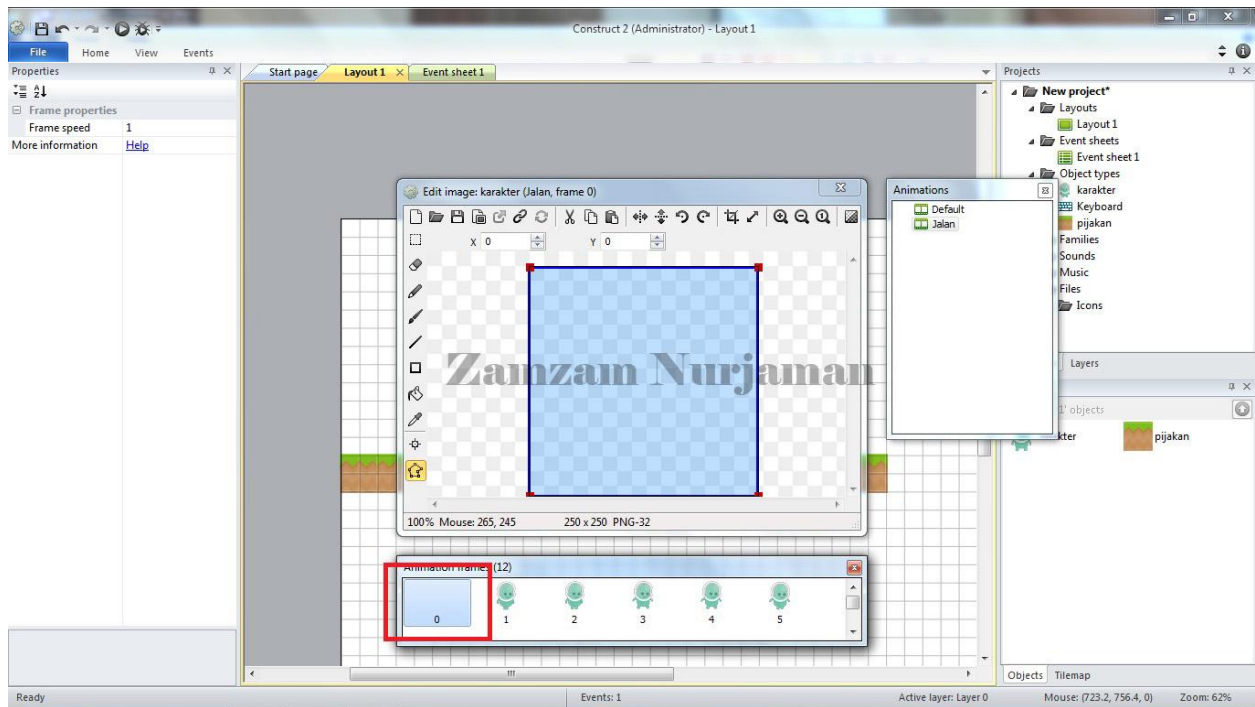 Construct 2 (Administrator) - Layout 1
File Home View Events
Properties
Frame properties
Frame speed 1
More information Help
Start page Layout 1 Event sheet 1
Edit image: karakter (Jalan, frame 0)
X 0 Y 0
Zamzam Nurjaman
100% Mouse: 265, 245 250 x 250 PNG-32
Animation frames (12)
0 1 2 3 4 5
Animations
Default
Jalan
Projects
New project*
Layouts
Layout 1
Event sheets
Event sheet 1
Object types
karakter
Keyboard
pijakan
Families
Sounds
Music
Files
Icons
Layers
1' objects
kter pijakan
Objects Tilemap
Ready Events: 1 Active layer: Layer 0 Mouse: (723.2, 756.4, 0) Zoom: 62%